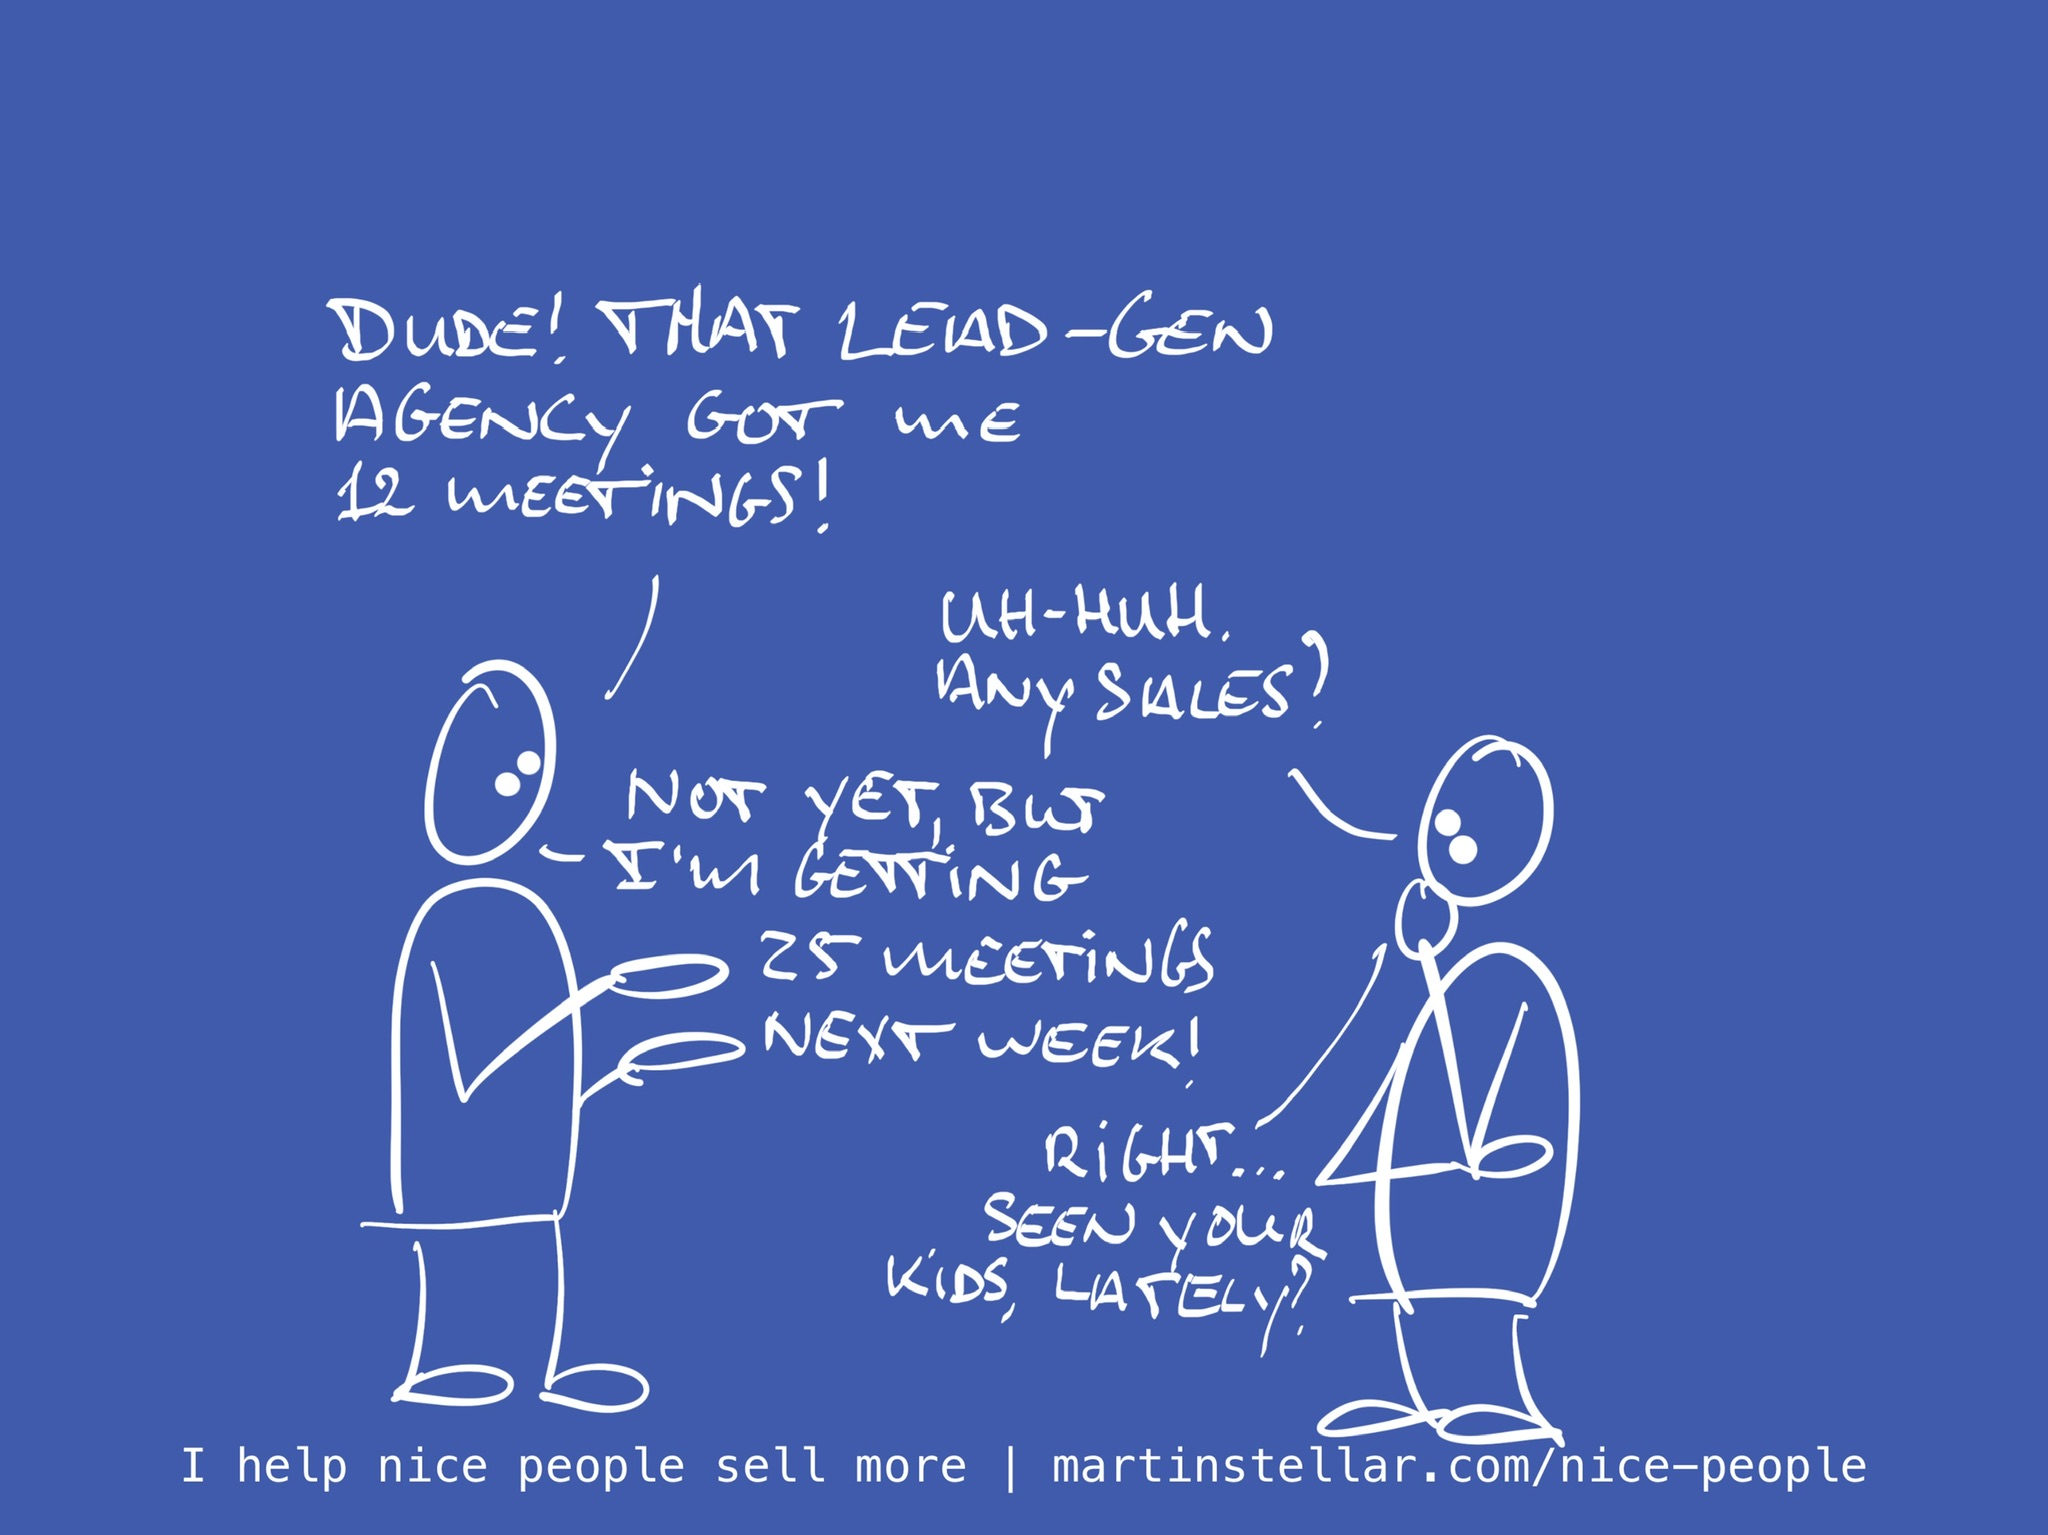 DUDE! THAT LEAD-GEN
AGENCY GOT ME
12 MEETINGS!
UH-HUH.
ANY SALES?
NOT YET, BUT
I'M GETTING
25 MEETINGS
NEXT WEEK!
RIGHT...
SEEN YOUR
KIDS, LATELY?
I help nice people sell more | martinstellar.com/nice-people